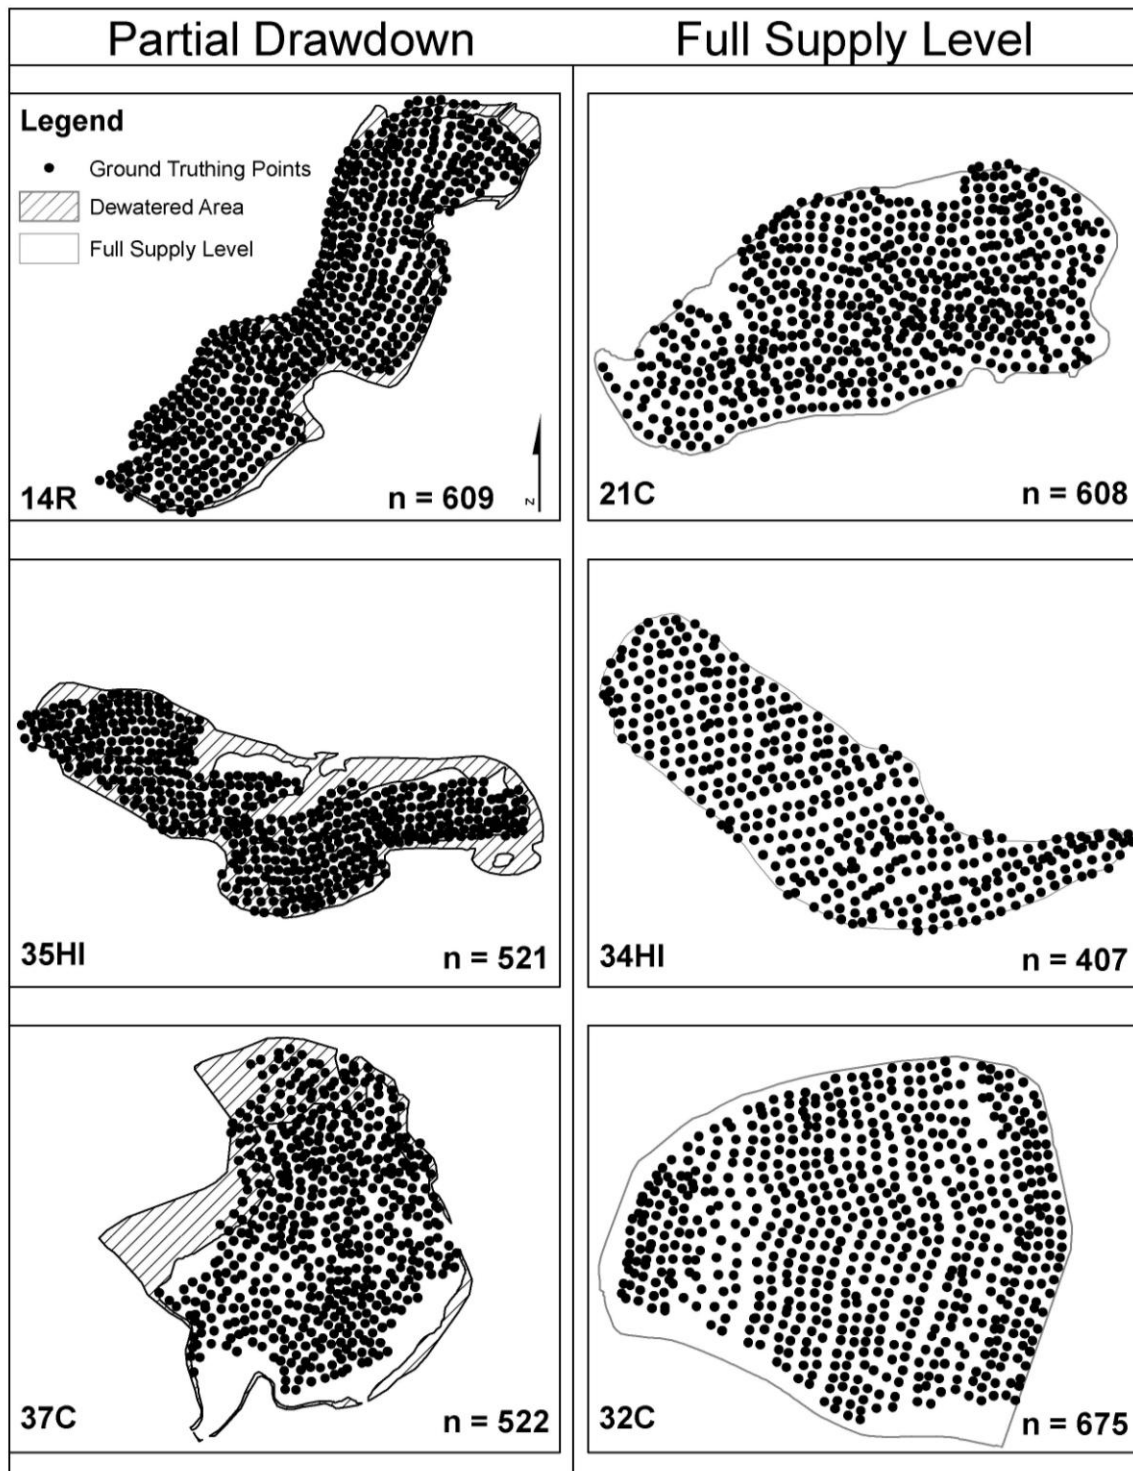 Partial Drawdown
Full Supply Level
Legend
Ground Truthing Points
Dewatered Area
Full Supply Level
14R
n = 609
z
21C
n = 608
35HI
n = 521
34HI
n = 407
37C
n = 522
32C
n = 675